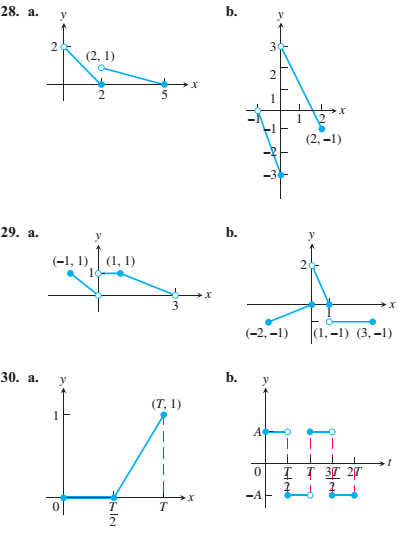 28. a.
y
2
(2, 1)
2
5
x
b.
y
3
2
1
–1
1
2
x
–1
(2, –1)
–2
–3
29. a.
y
(–1, 1)
1
(1, 1)
3
x
b.
y
2
1
x
(–2, –1)
(1, –1)
(3, –1)
30. a.
y
1
(T, 1)
0
T
2
T
x
b.
y
A
0
T
2
T
3T
2
2T
t
–A